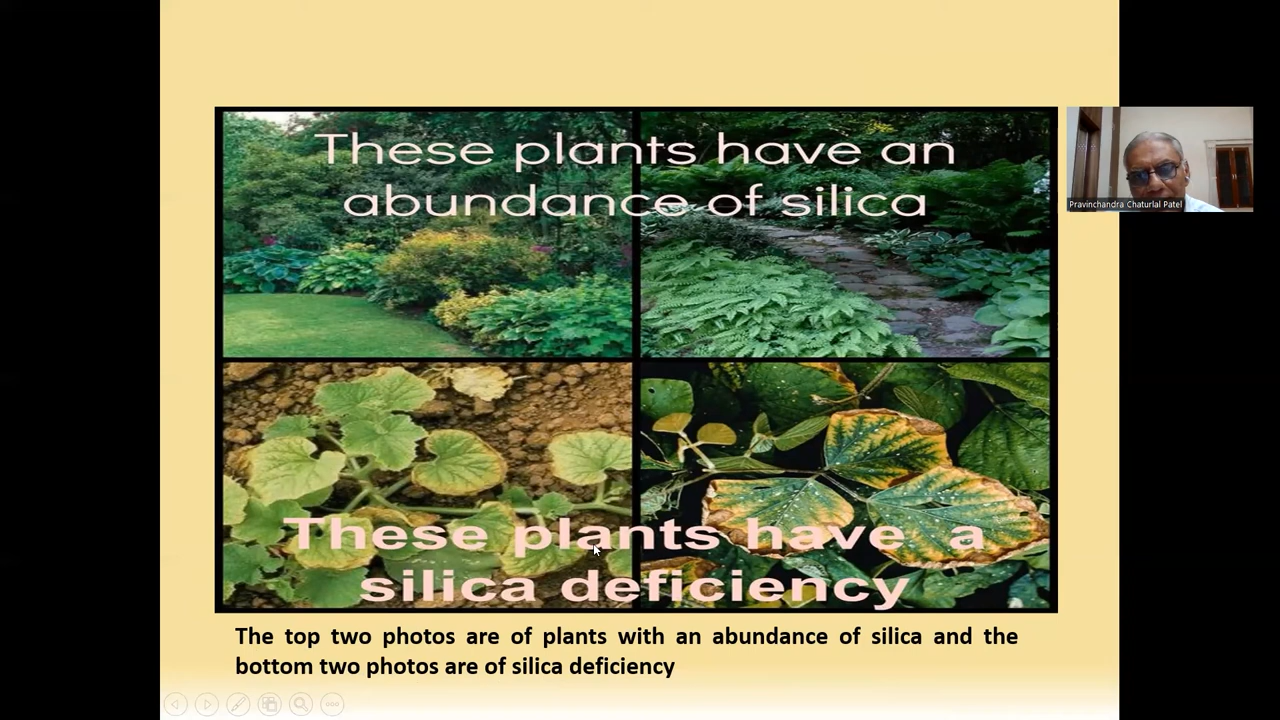 These plants have an
abundance of silica
Pravinchandra Chaturlal Patel
These plants have a
silica deficiency
The top two photos are of plants with an abundance of silica and the
bottom two photos are of silica deficiency